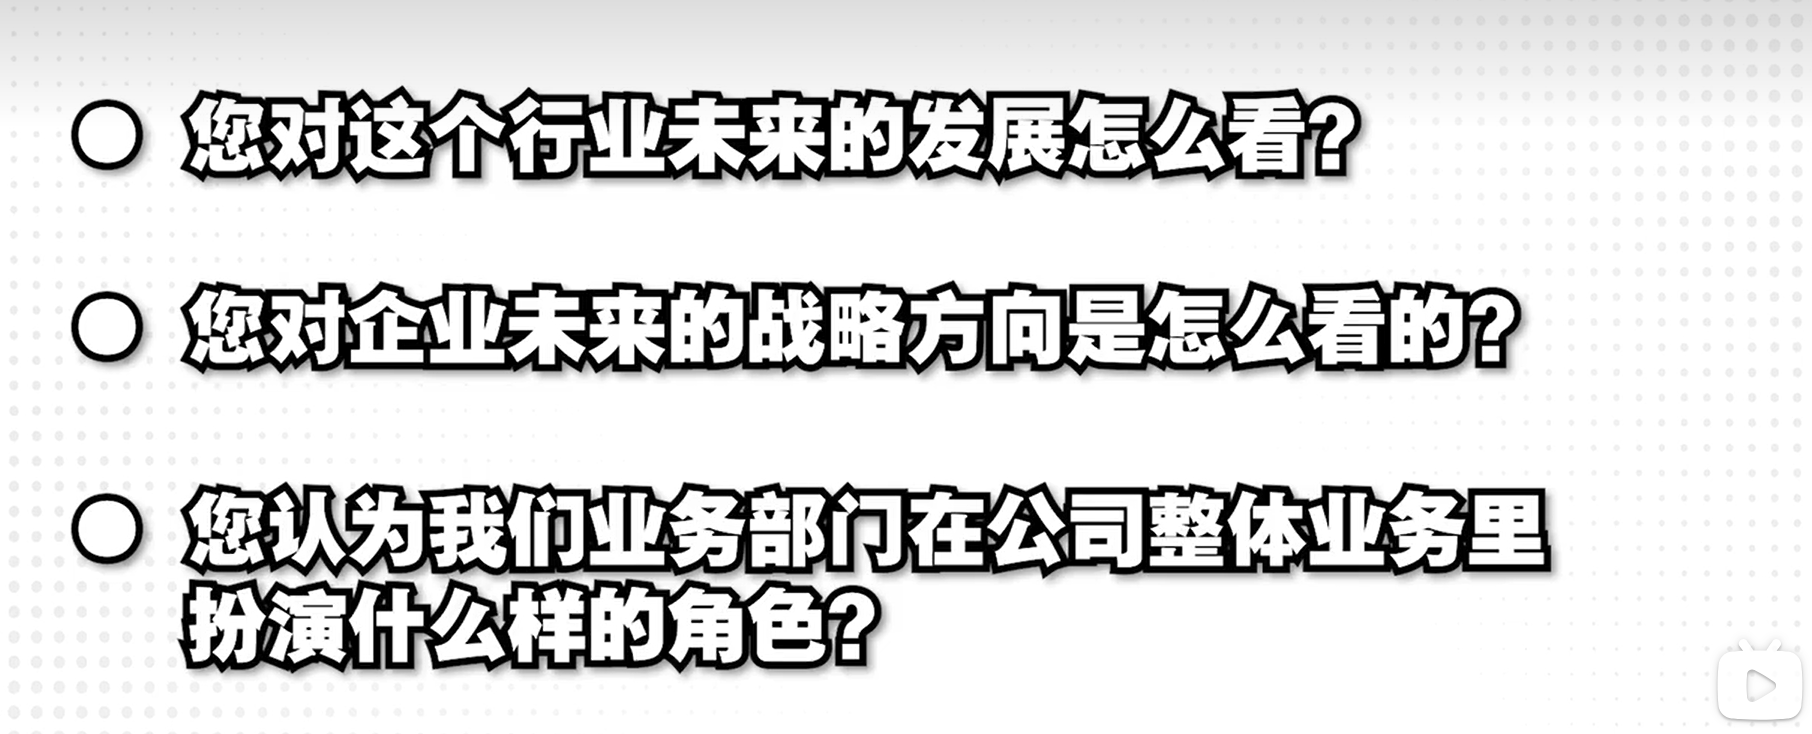 您对这个行业未来的发展怎么看?
您对企业未来的战略方向是怎么看的?
您认为我们业务部门在公司整体业务里
扮演什么样的角色?